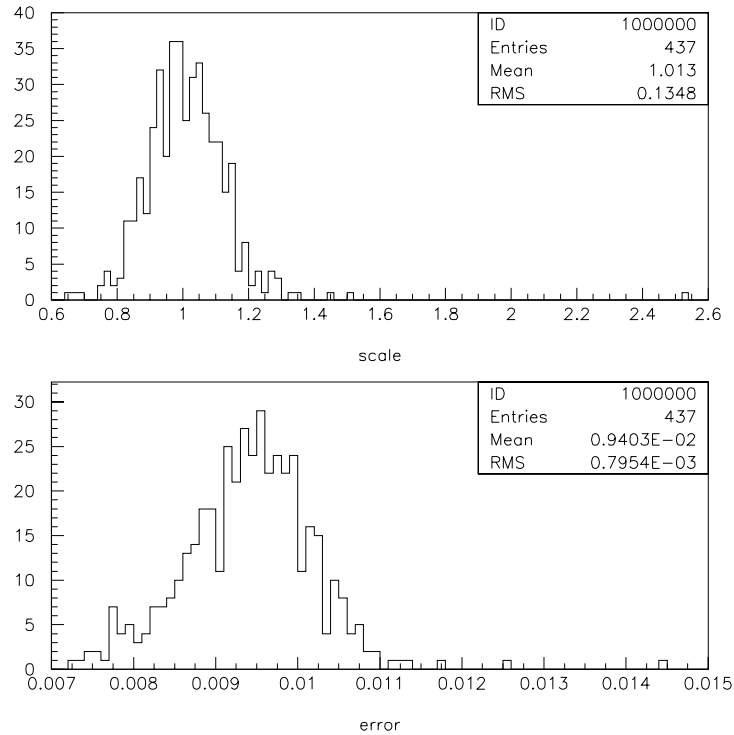 40
35
30
25
20
15
10
5
0
ID 1000000
Entries 437
Mean 1.013
RMS 0.1348
0.6 0.8 1 1.2 1.4 1.6 1.8 2 2.2 2.4 2.6
scale
30
25
20
15
10
5
0
ID 1000000
Entries 437
Mean 0.9403E-02
RMS 0.7954E-03
0.007 0.008 0.009 0.01 0.011 0.012 0.013 0.014 0.015
error